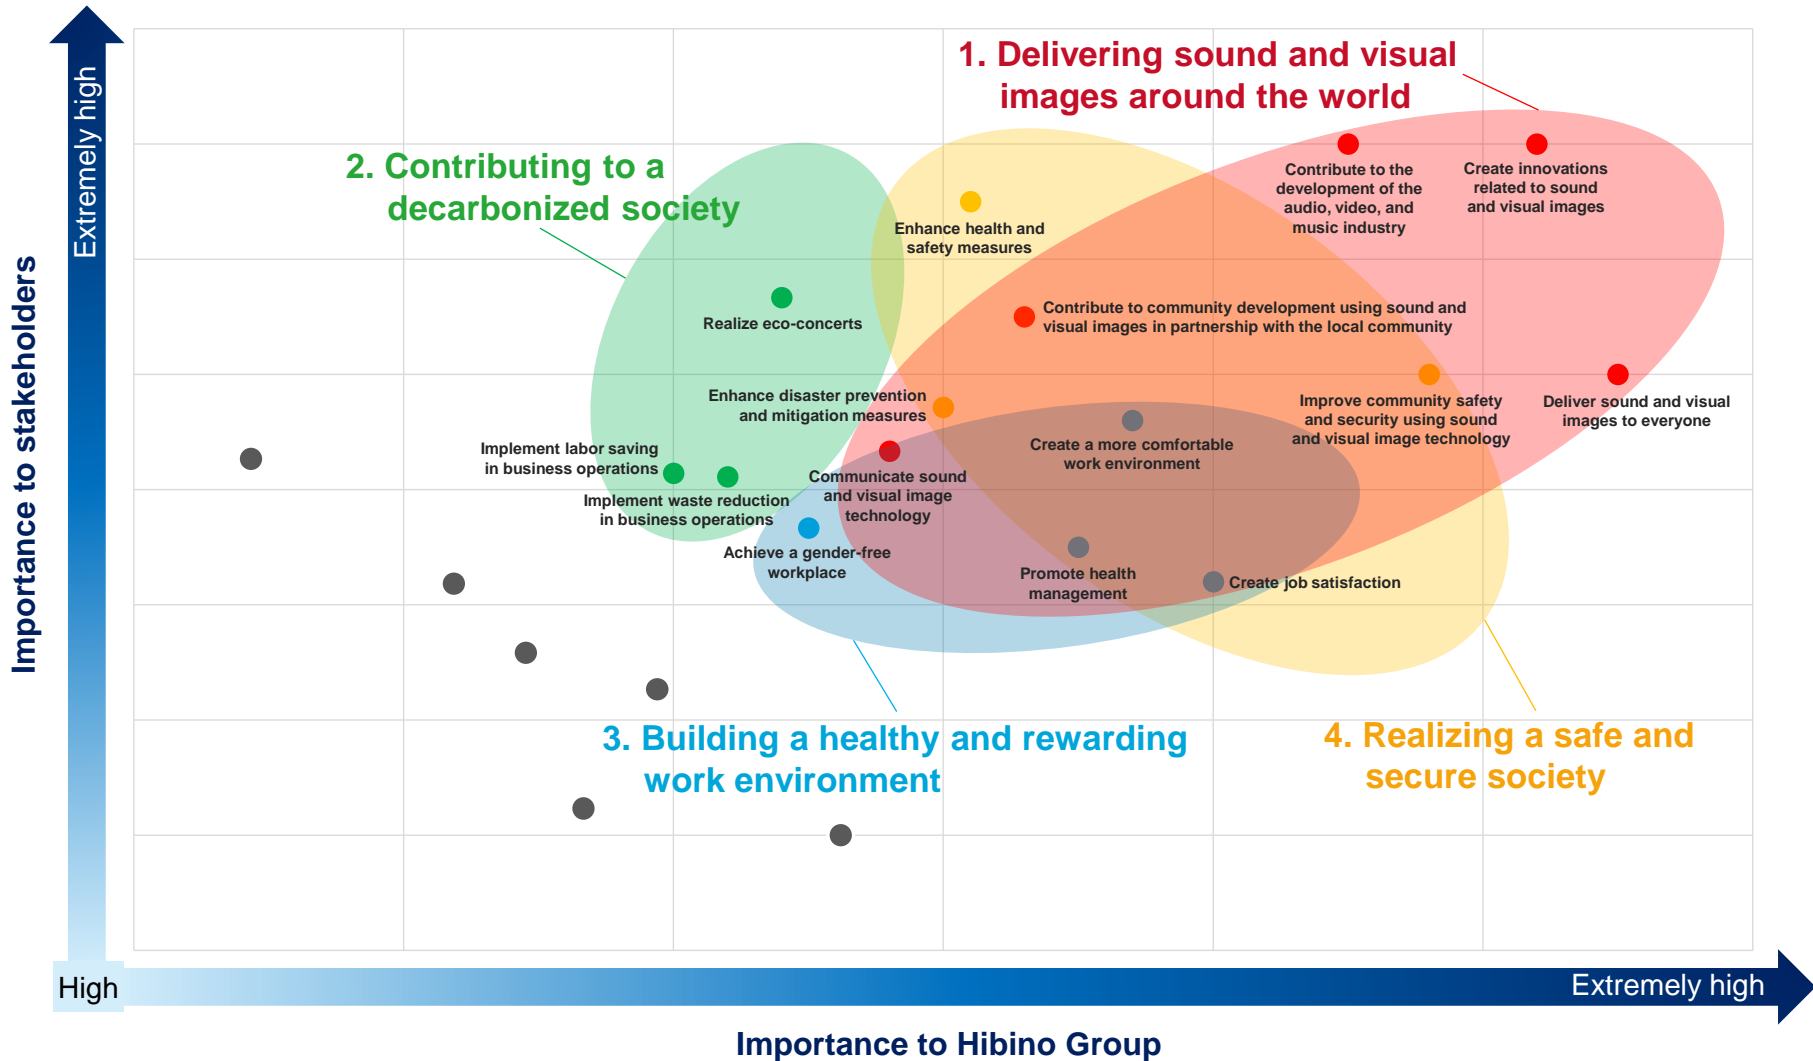 Extremely high
Importance to stakeholders
1. Delivering sound and visual
images around the world
2. Contributing to a
decarbonized society
Contribute to the
development of the
audio, video, and
music industry
Create innovations
related to sound
and visual images
Enhance health and
safety measures
Realize eco-concerts
Contribute to community development using sound and
visual images in partnership with the local community
Enhance disaster prevention
and mitigation measures
Improve community safety
and security using sound
and visual image technology
Deliver sound and visual
images to everyone
Create a more comfortable
work environment
Implement labor saving
in business operations
Communicate sound
and visual image
technology
Implement waste reduction
in business operations
Achieve a gender-free
workplace
Promote health
management
Create job satisfaction
3. Building a healthy and rewarding
work environment
4. Realizing a safe and
secure society
High
Extremely high
Importance to Hibino Group